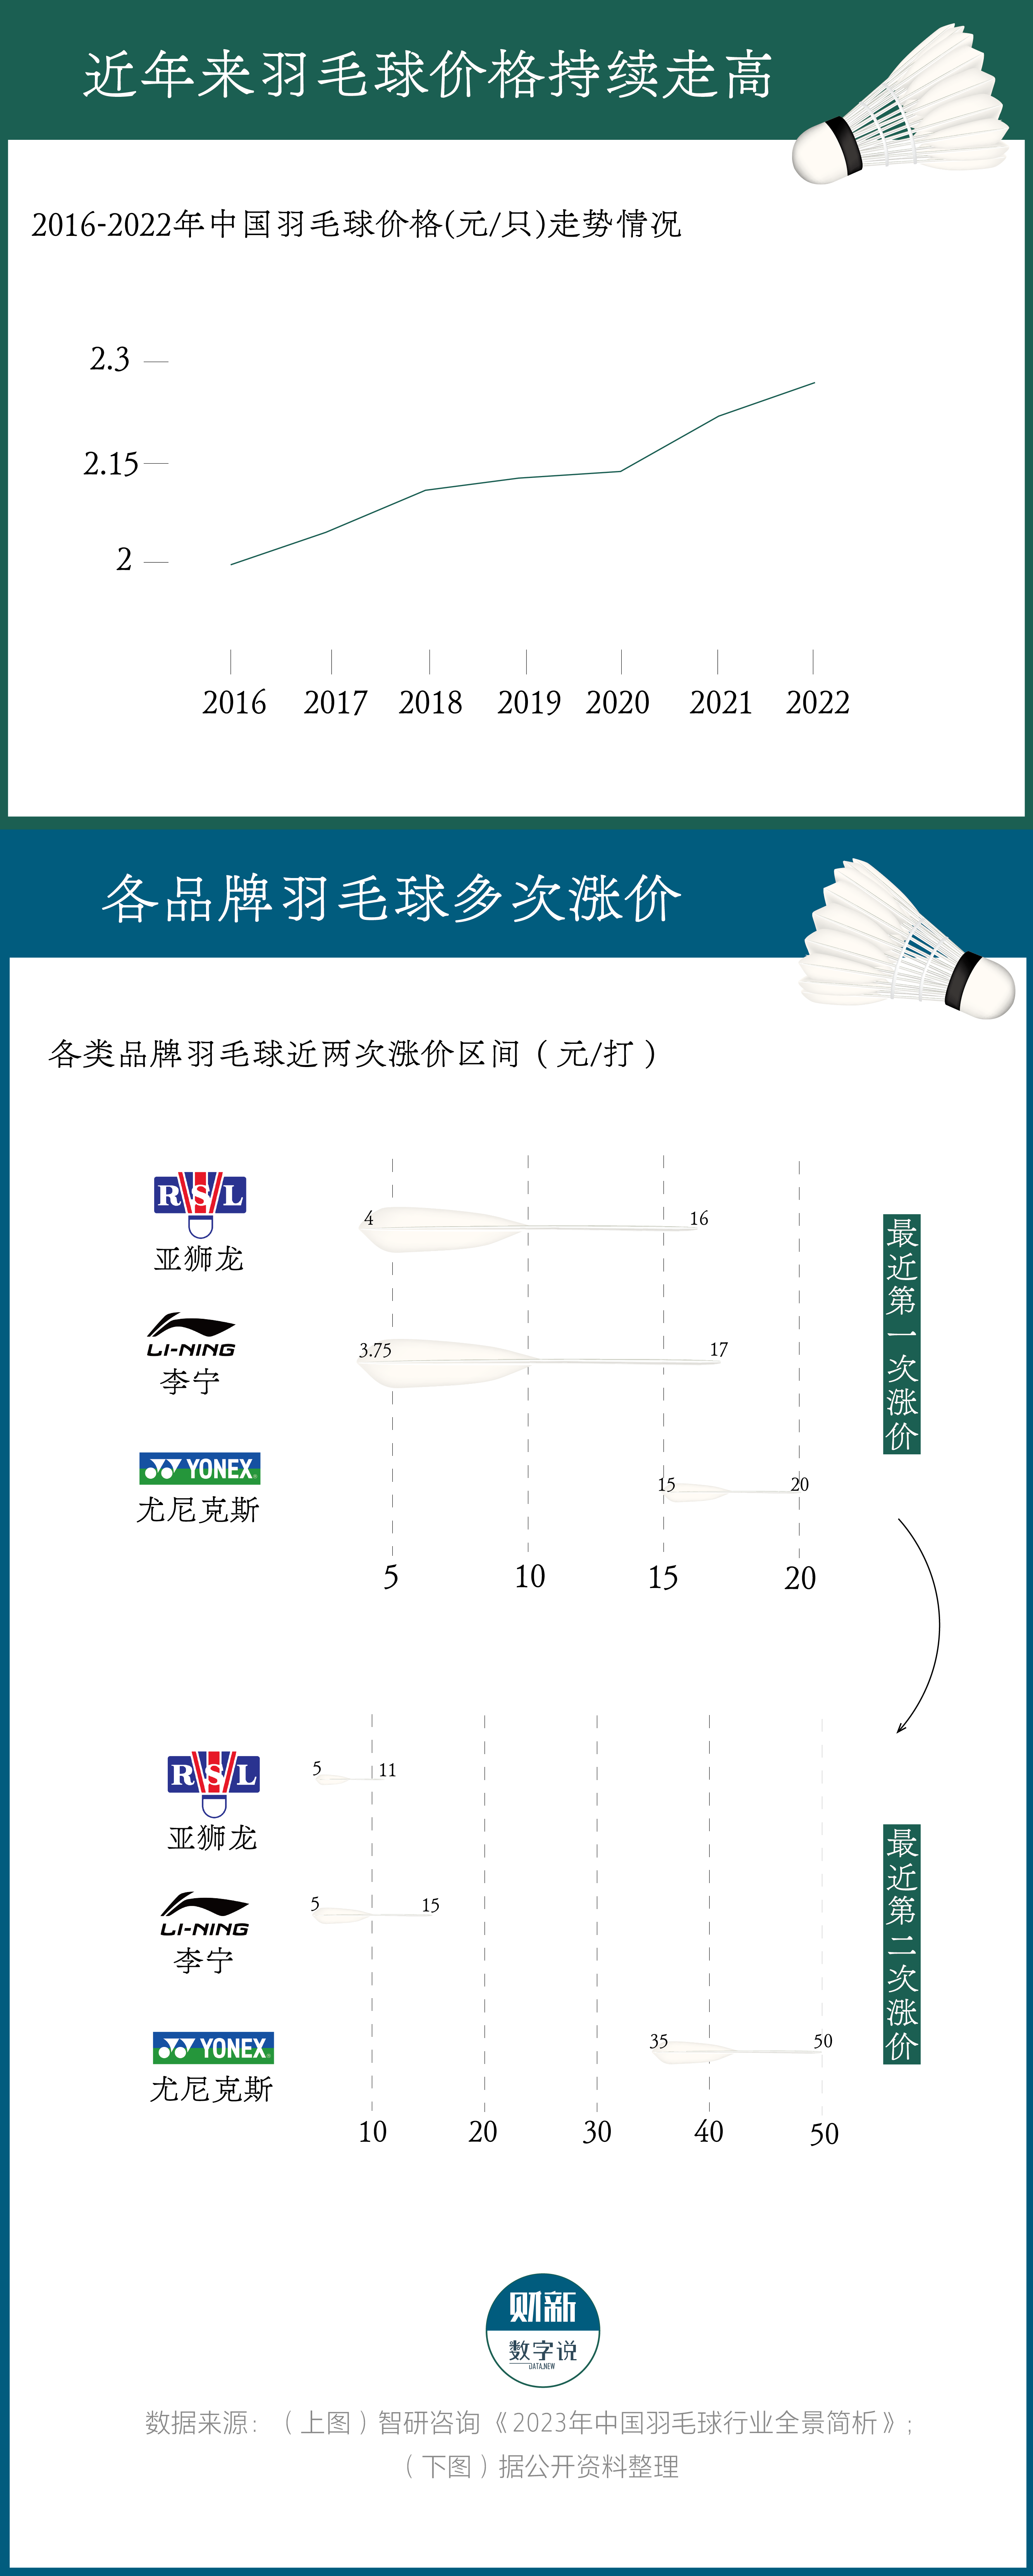 近年来羽毛球价格持续走高
2016-2022年中国羽毛球价格(元/只)走势情况
2.3
2.15
2
2016 2017 2018 2019 2020 2021 2022
各品牌羽毛球多次涨价
各类品牌羽毛球近两次涨价区间（元/打）
RSL
亚狮龙
4 16
LI-NING
李宁
3.75 17
YONEX
尤尼克斯
15 20
5 10 15 20
最近第一次涨价
RSL
亚狮龙
5 11
LI-NING
李宁
5 15
YONEX
尤尼克斯
35 50
10 20 30 40 50
最近第二次涨价
财新
数字说
DATA.NEW
数据来源：（上图）智研咨询《2023年中国羽毛球行业全景简析》;
（下图）据公开资料整理